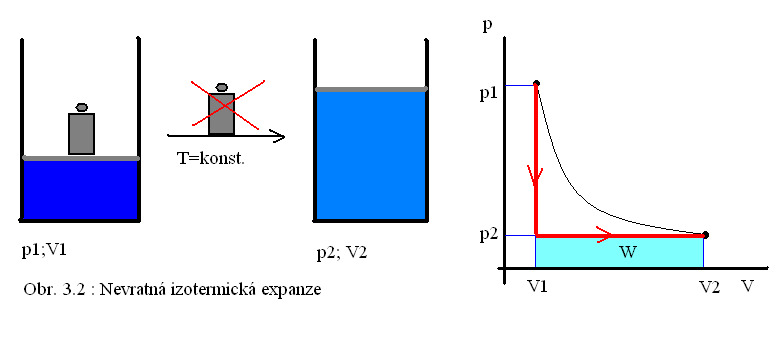 T=konst.
p1;V1
p2; V2
Obr. 3.2 : Nevratná izotermická expanze
p
p1
p2
W
V1
V2
V